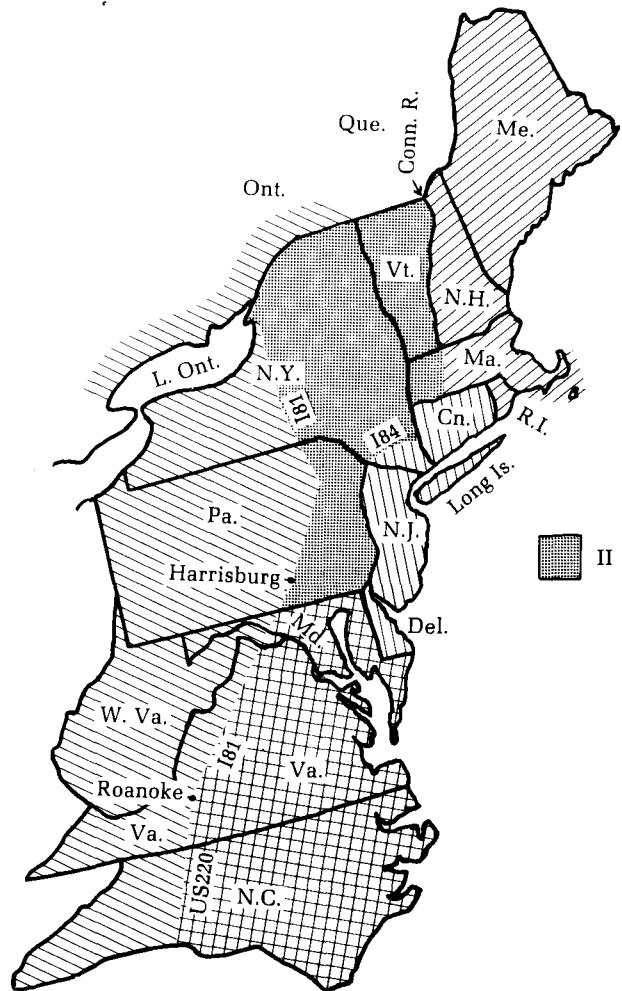 Que.
Conn. R.
Me.
Ont.
Vt.
N.H.
L. Ont.
N.Y.
I81
Ma.
I84
Cn.
R.I.
Long Is.
Pa.
N.J.
II
Harrisburg
Md.
Del.
W. Va.
I81
Va.
Roanoke
Va.
US220
N.C.